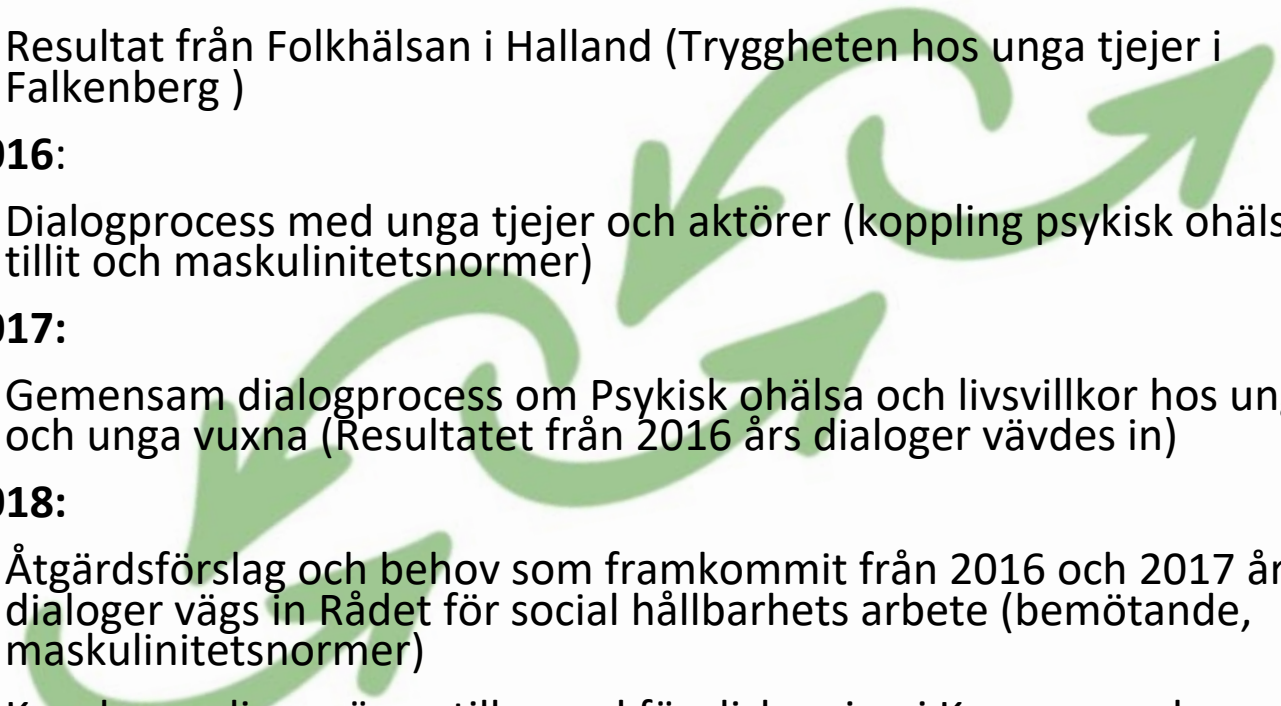 Resultat från Folkhälsan i Halland (Tryggheten hos unga tjejer i
Falkenberg )
016:
Dialogprocess med unga tjejer och aktörer (koppling psykisk ohäls
tillit och maskulinitetsnormer)
017:
Gemensam dialogprocess om Psykisk ohälsa och livsvillkor hos un
och unga vuxna (Resultatet från 2016 års dialoger vävdes in)
018:
Åtgärdsförslag och behov som framkommit från 2016 och 2017 år
dialoger vägs in Rådet för social hållbarhets arbete (bemötande,
maskulinitetsnormer)